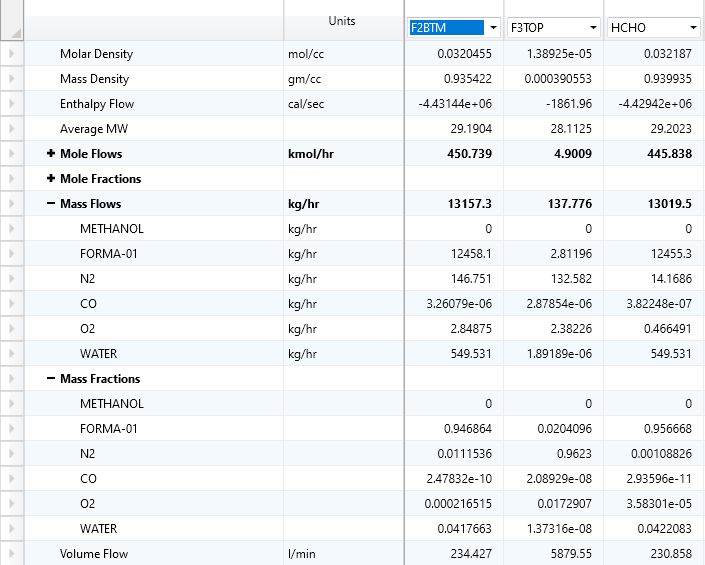 Units F2BTM F3TOP HCHO
Molar Density mol/cc 0.0320455 1.38925e-05 0.032187
Mass Density gm/cc 0.935422 0.000390553 0.939935
Enthalpy Flow cal/sec -4.43144e+06 -1861.96 -4.42942e+06
Average MW 29.1904 28.1125 29.2023
+ Mole Flows kmol/hr 450.739 4.9009 445.838
+ Mole Fractions
− Mass Flows kg/hr 13157.3 137.776 13019.5
METHANOL kg/hr 0 0 0
FORMA-01 kg/hr 12458.1 2.81196 12455.3
N2 kg/hr 146.751 132.582 14.1686
CO kg/hr 3.26079e-06 2.87854e-06 3.82248e-07
O2 kg/hr 2.84875 2.38226 0.466491
WATER kg/hr 549.531 1.89189e-06 549.531
− Mass Fractions
METHANOL 0 0 0
FORMA-01 0.946864 0.0204096 0.956668
N2 0.0111536 0.9623 0.00108826
CO 2.47832e-10 2.08929e-08 2.93596e-11
O2 0.000216515 0.0172907 3.58301e-05
WATER 0.0417663 1.37316e-08 0.0422083
Volume Flow l/min 234.427 5879.55 230.858